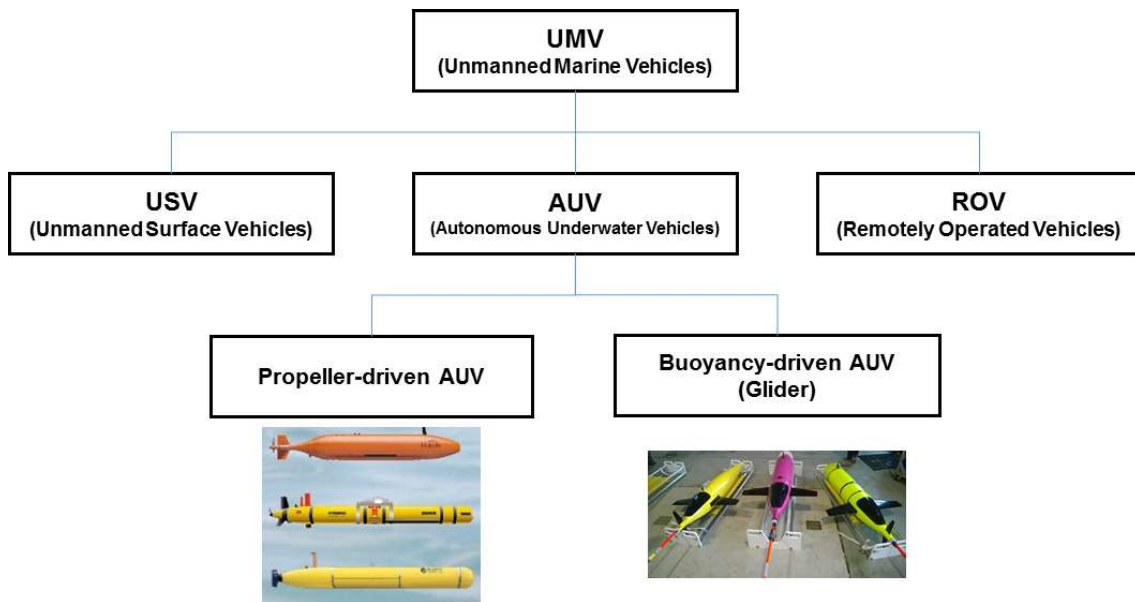 UMV
(Unmanned Marine Vehicles)
USV
(Unmanned Surface Vehicles)
AUV
(Autonomous Underwater Vehicles)
ROV
(Remotely Operated Vehicles)
Propeller-driven AUV
Buoyancy-driven AUV
(Glider)